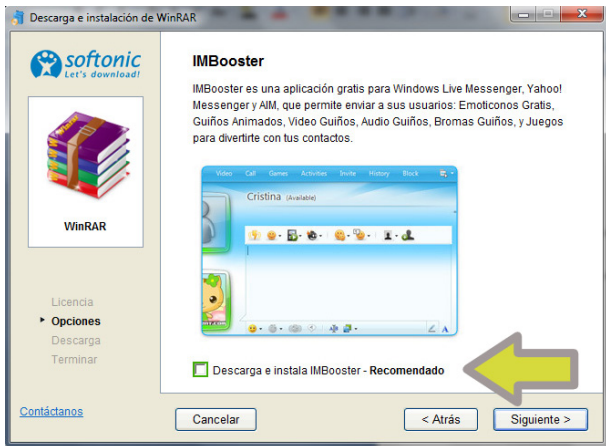 Descarga e instalación de WinRAR
softonic
Let's download!
WinRAR
Licencia
Opciones
Descarga
Terminar
Contáctanos
IMBooster
IMBooster es una aplicación gratis para Windows Live Messenger, Yahoo!
Messenger y AIM, que permite enviar a sus usuarios: Emoticonos Gratis,
Guiños Animados, Video Guiños, Audio Guiños, Bromas Guiños, y Juegos
para divertirte con tus contactos.
Video Call Games Activities Invite History Block
Cristina (Available)
A
Descarga e instala IMBooster - Recomendado
Cancelar
< Atrás
Siguiente >